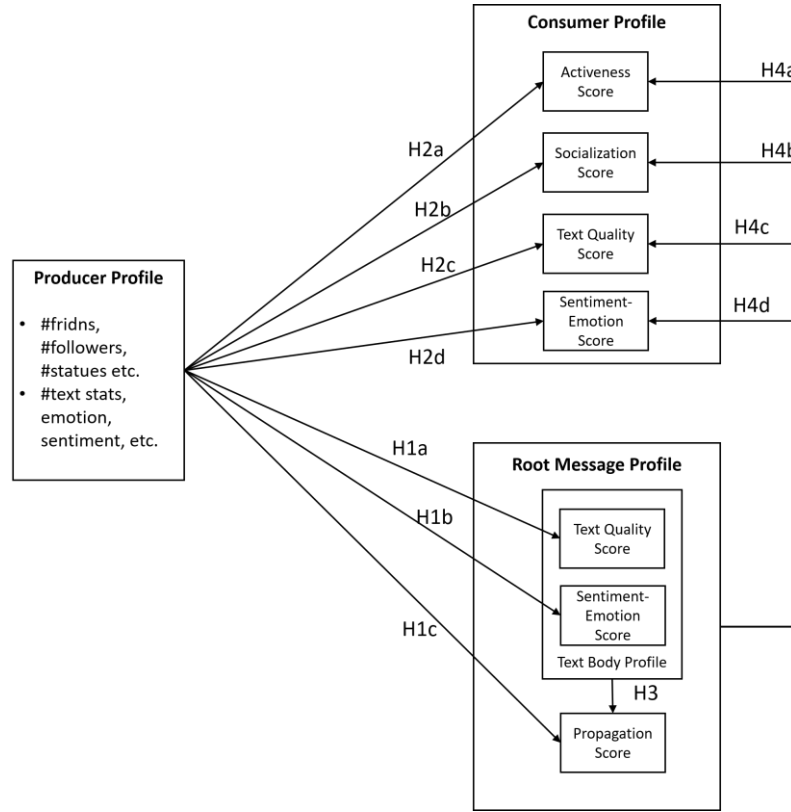 Consumer Profile
Activeness
Score
H4a
H2a
Socialization
Score
H4b
H2b
Text Quality
Score
H4c
H2c
Producer Profile
• #fridns,
#followers,
#statues etc.
• #text stats,
emotion,
sentiment, etc.
Sentiment-
Emotion
Score
H4d
H2d
Root Message Profile
H1a
Text Quality
Score
H1b
Sentiment-
Emotion
Score
H1c
Text Body Profile
H3
Propagation
Score